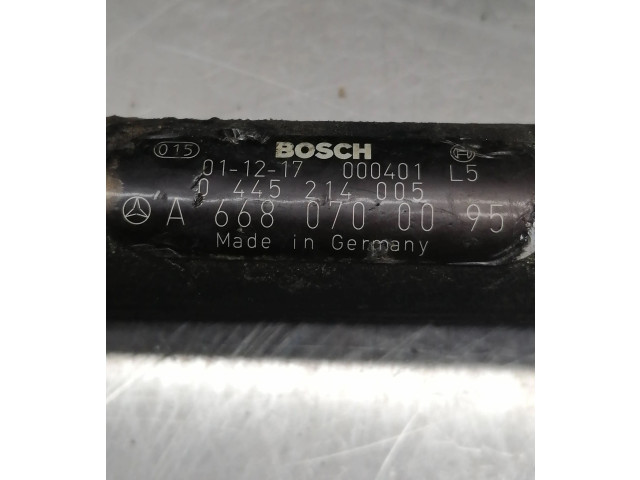 015 BOSCH
01-12-17 000401 L5
0 445 214 005
A 668 070 00 95
Made in Germany